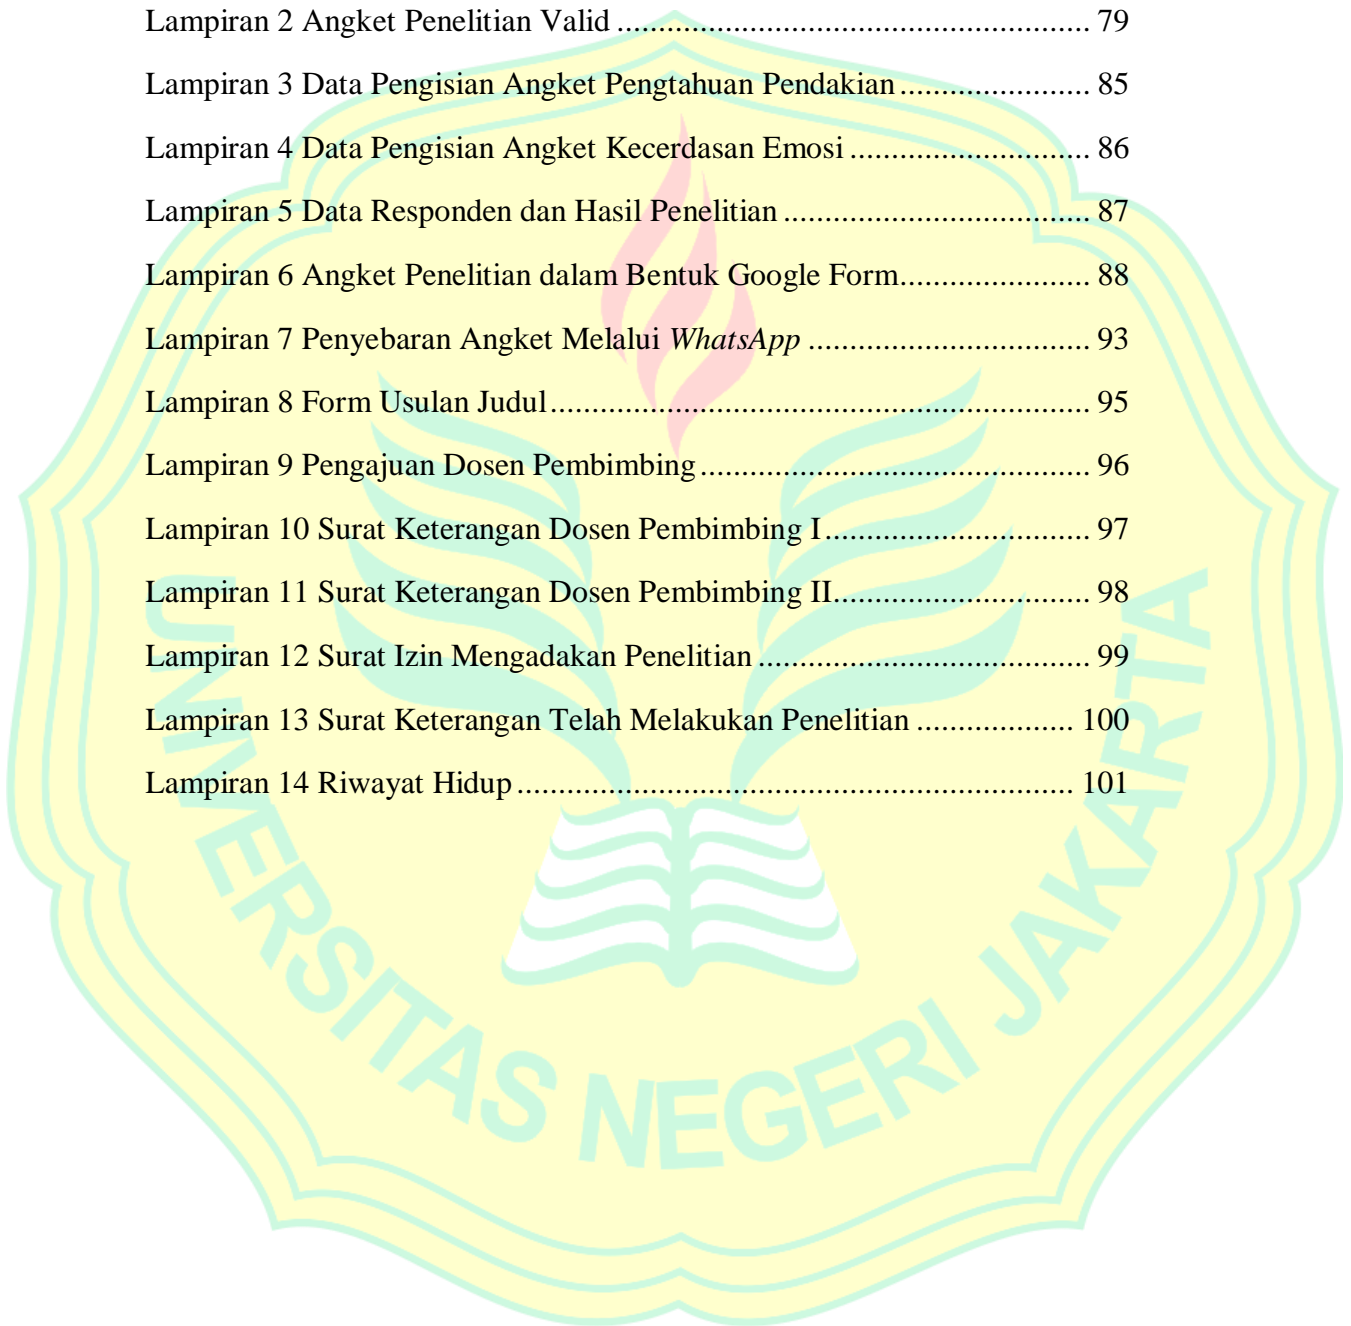 Lampiran 2 Angket Penelitian Valid ......................................................... 79
Lampiran 3 Data Pengisian Angket Pengtahuan Pendakian ....................... 85
Lampiran 4 Data Pengisian Angket Kecerdasan Emosi ............................. 86
Lampiran 5 Data Responden dan Hasil Penelitian ..................................... 87
Lampiran 6 Angket Penelitian dalam Bentuk Google Form....................... 88
Lampiran 7 Penyebaran Angket Melalui WhatsApp .................................. 93
Lampiran 8 Form Usulan Judul ................................................................. 95
Lampiran 9 Pengajuan Dosen Pembimbing ............................................... 96
Lampiran 10 Surat Keterangan Dosen Pembimbing I ................................ 97
Lampiran 11 Surat Keterangan Dosen Pembimbing II............................... 98
Lampiran 12 Surat Izin Mengadakan Penelitian ........................................ 99
Lampiran 13 Surat Keterangan Telah Melakukan Penelitian ................... 100
Lampiran 14 Riwayat Hidup ................................................................... 101
UNIVERSITAS NEGERI JAKARTA